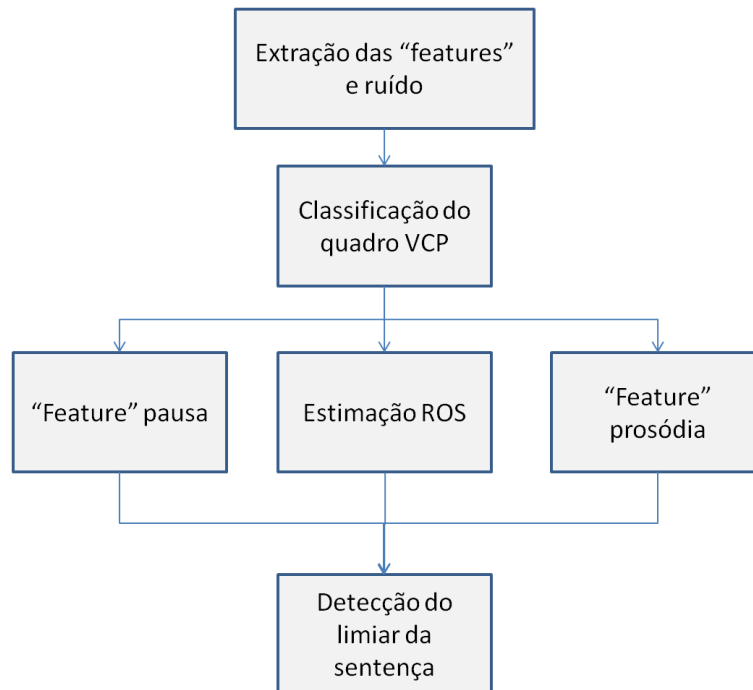 Extração das “features”
e ruído
Classificação do
quadro VCP
“Feature” pausa
Estimação ROS
“Feature”
prosódia
Detecção do
limiar da
sentença